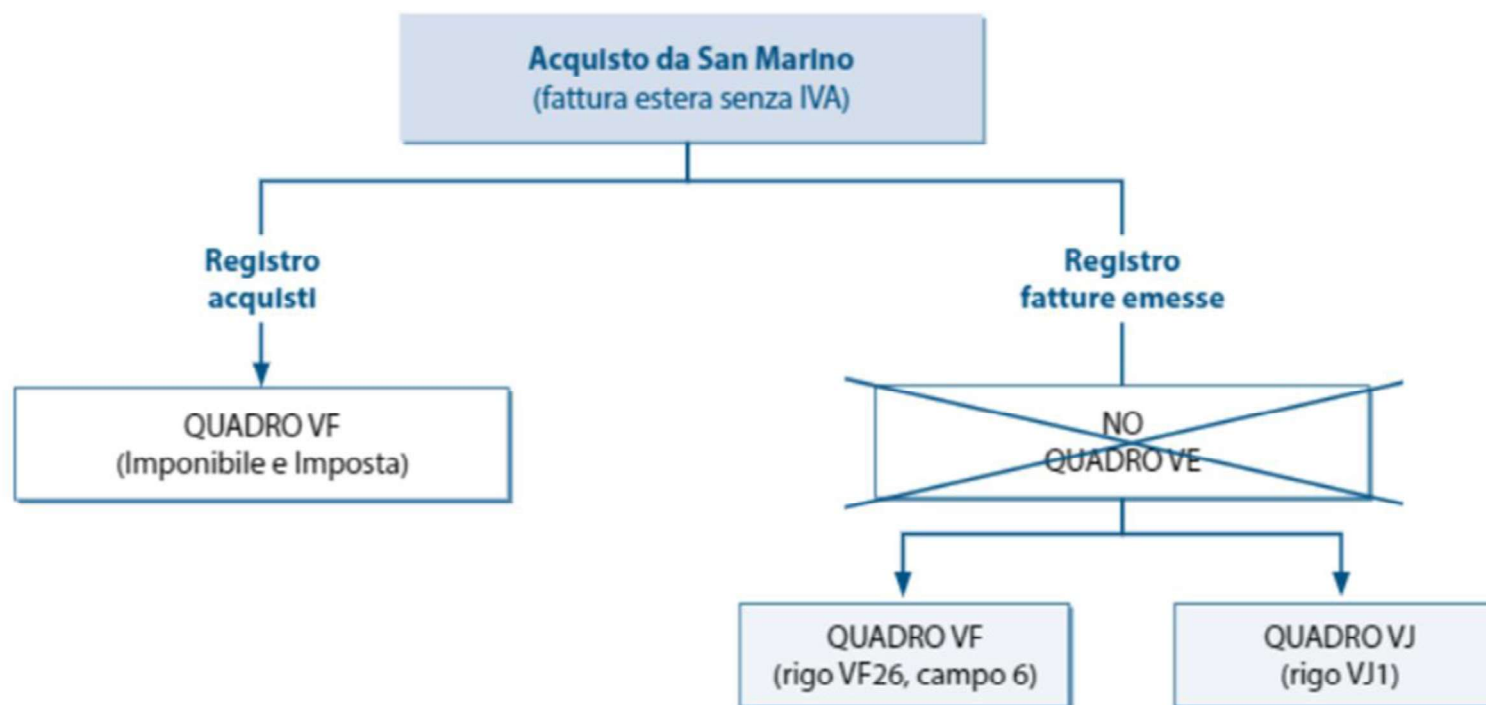 Acquisto da San Marino
(fattura estera senza IVA)
Registro
acquisti
Registro
fatture emesse
QUADRO VF
(Imponibile e Imposta)
NO
QUADRO VE
QUADRO VF
(rigo VF26, campo 6)
QUADRO VJ
(rigo VJ1)